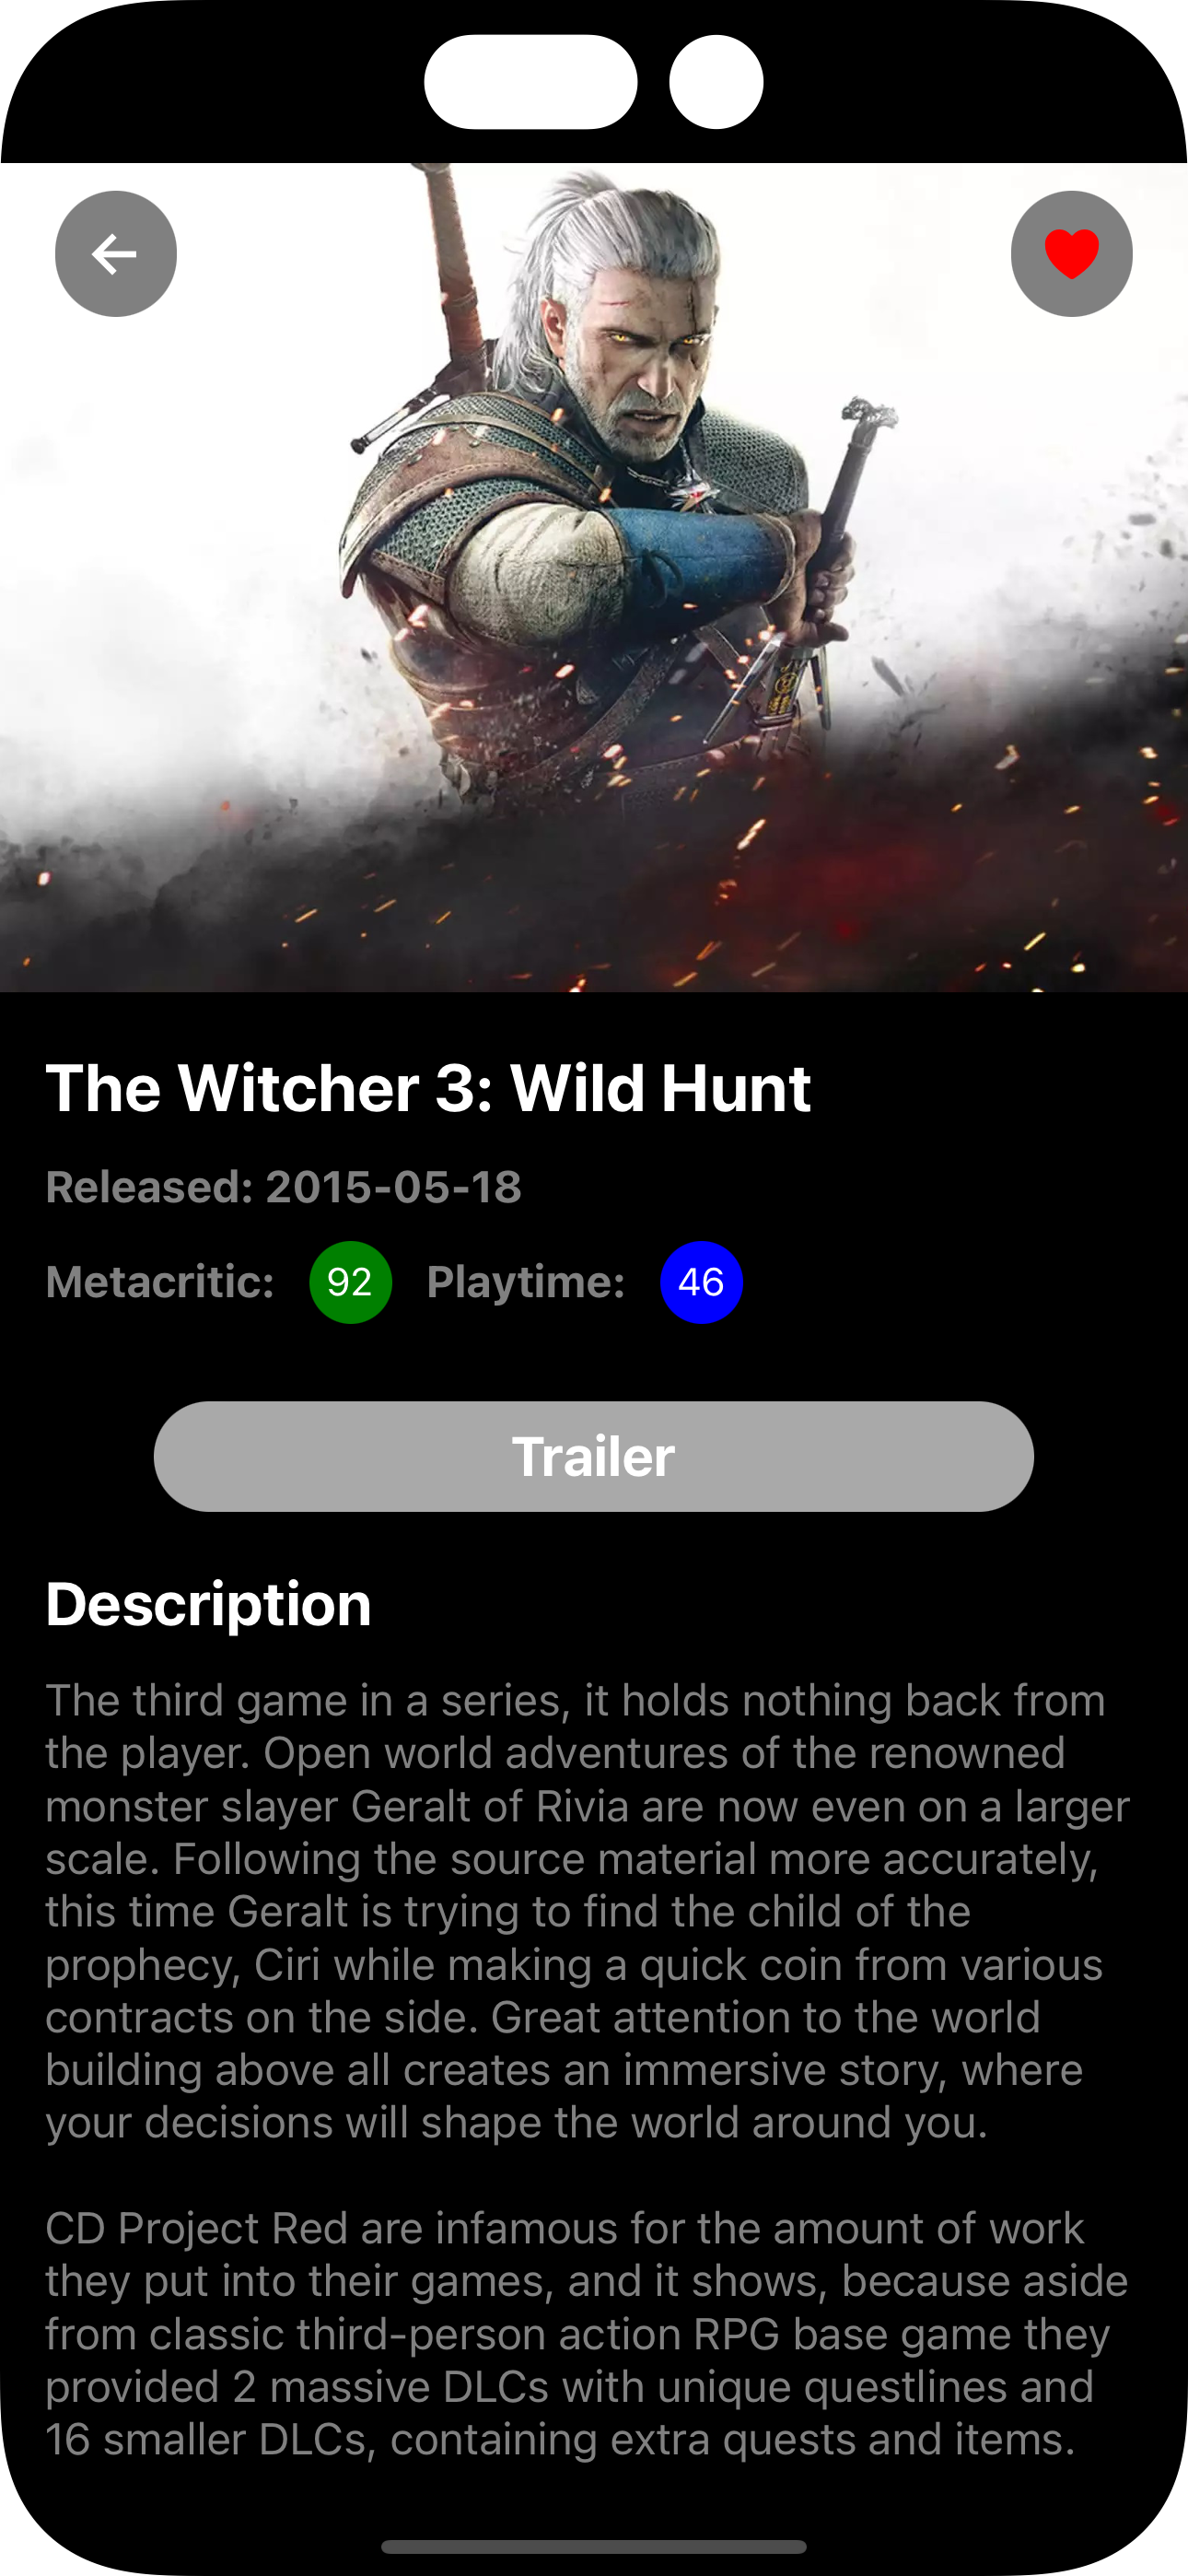 The Witcher 3: Wild Hunt
Released: 2015-05-18
Metacritic: 92 Playtime: 46
Trailer
Description
The third game in a series, it holds nothing back from
the player. Open world adventures of the renowned
monster slayer Geralt of Rivia are now even on a larger
scale. Following the source material more accurately,
this time Geralt is trying to find the child of the
prophecy, Ciri while making a quick coin from various
contracts on the side. Great attention to the world
building above all creates an immersive story, where
your decisions will shape the world around you.
CD Project Red are infamous for the amount of work
they put into their games, and it shows, because aside
from classic third-person action RPG base game they
provided 2 massive DLCs with unique questlines and
16 smaller DLCs, containing extra quests and items.